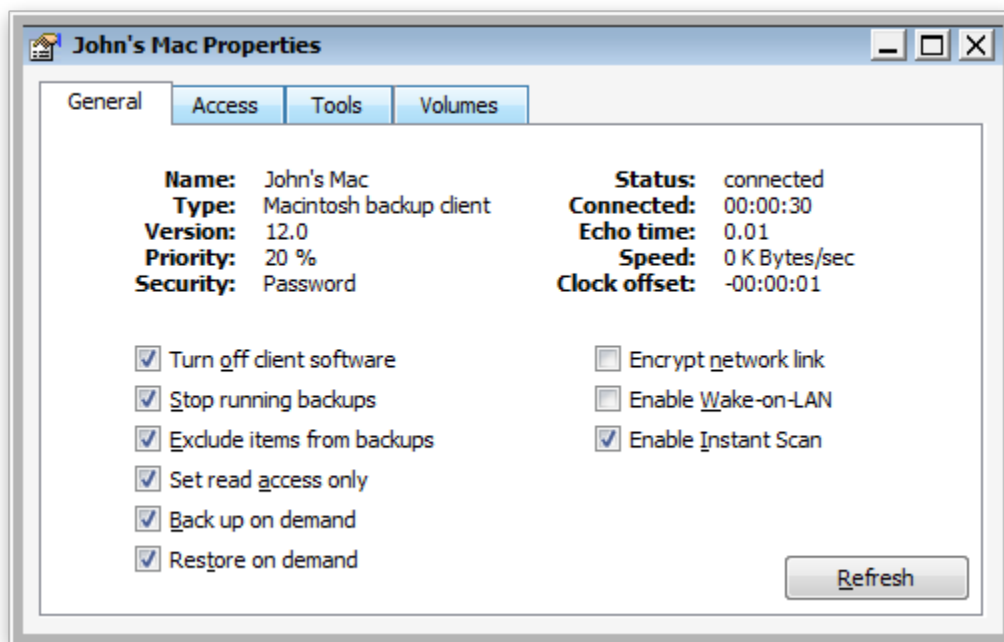 John's Mac Properties
General Access Tools Volumes
Name: John's Mac
Type: Macintosh backup client
Version: 12.0
Priority: 20 %
Security: Password
Status: connected
Connected: 00:00:30
Echo time: 0.01
Speed: 0 K Bytes/sec
Clock offset: -00:00:01
Turn off client software
Stop running backups
Exclude items from backups
Set read access only
Back up on demand
Restore on demand
Encrypt network link
Enable Wake-on-LAN
Enable Instant Scan
Refresh